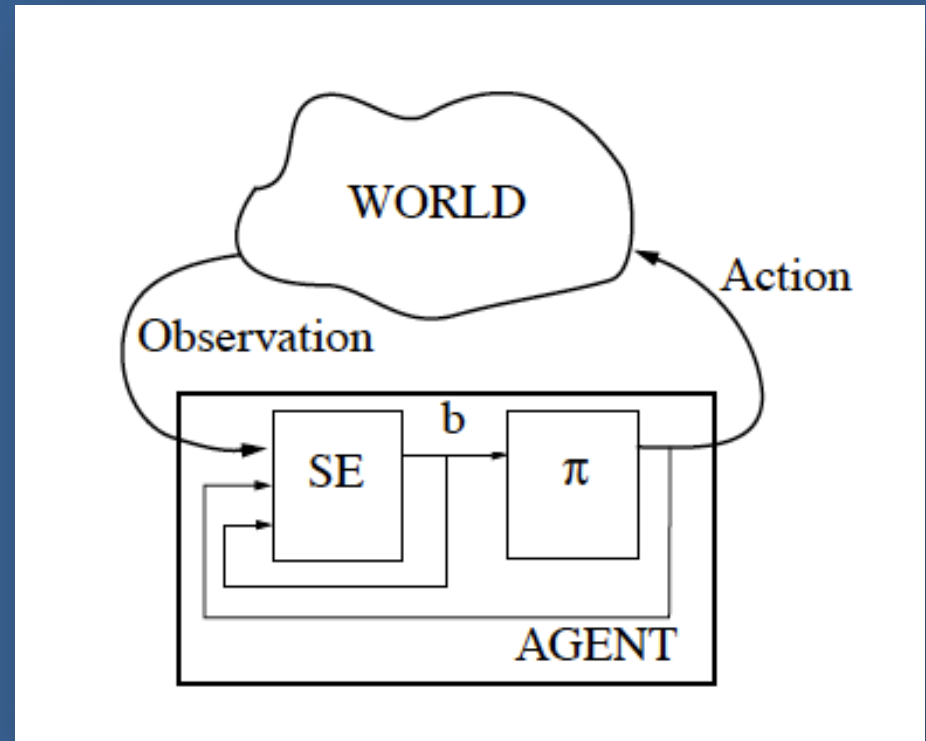 WORLD
Action
Observation
b
SE
π
AGENT